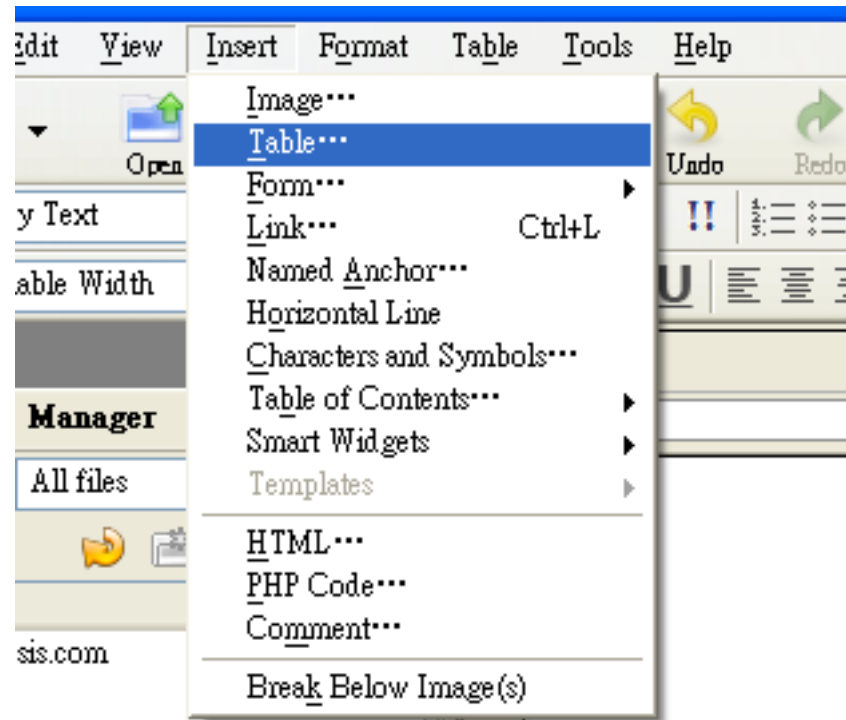 Edit View Insert Format Table Tools Help
Image···
Table···
Form···
Link··· Ctrl+L
Named Anchor···
Horizontal Line
Characters and Symbols···
Table of Contents···
Smart Widgets
Templates
HTML···
PHP Code···
Comment···
Break Below Image(s)
Open
Undo Redo
y Text
able Width
Manager
All files
sis.com